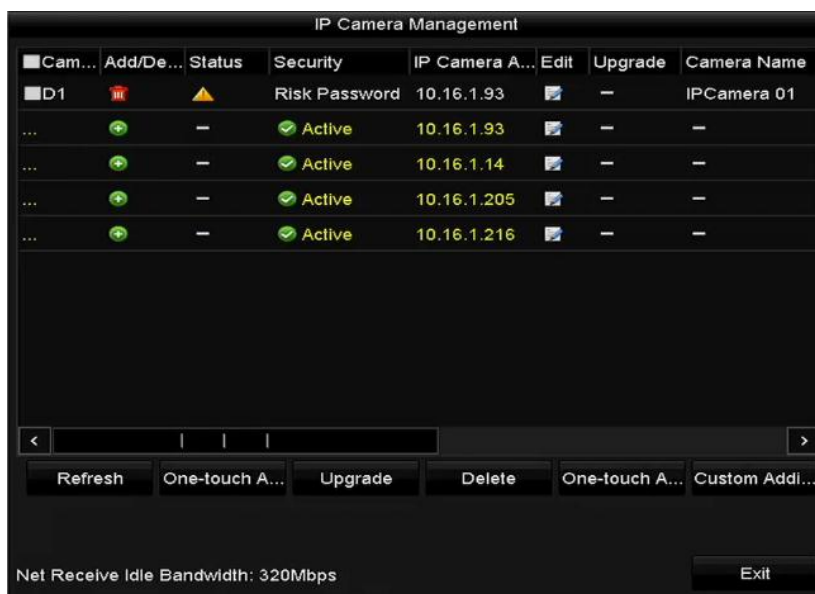 IP Camera Management
Cam... Add/De... Status Security IP Camera A... Edit Upgrade Camera Name
D1 Risk Password 10.16.1.93 – IPCamera 01
... – Active 10.16.1.93 – –
... – Active 10.16.1.14 – –
... – Active 10.16.1.205 – –
... – Active 10.16.1.216 – –
Refresh One-touch A... Upgrade Delete One-touch A... Custom Addi...
Net Receive Idle Bandwidth: 320Mbps Exit